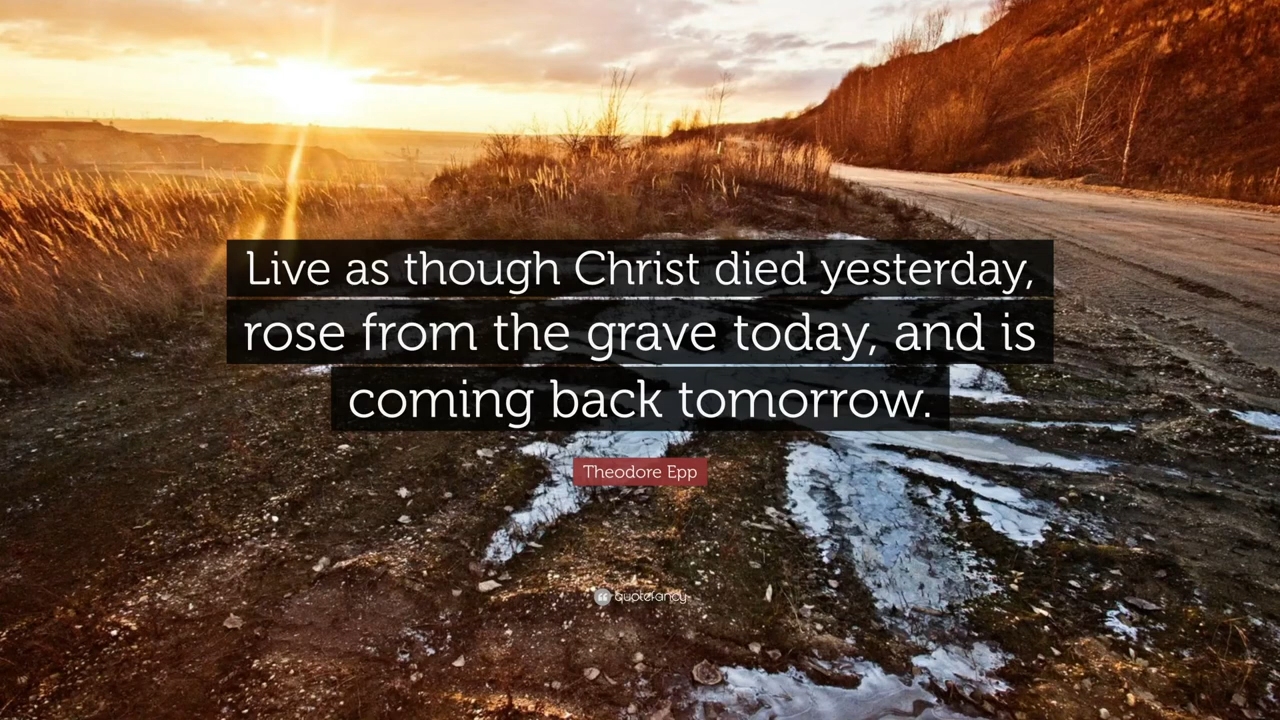 Live as though Christ died yesterday,
rose from the grave today, and is
coming back tomorrow.
Theodore Epp
quotefancy